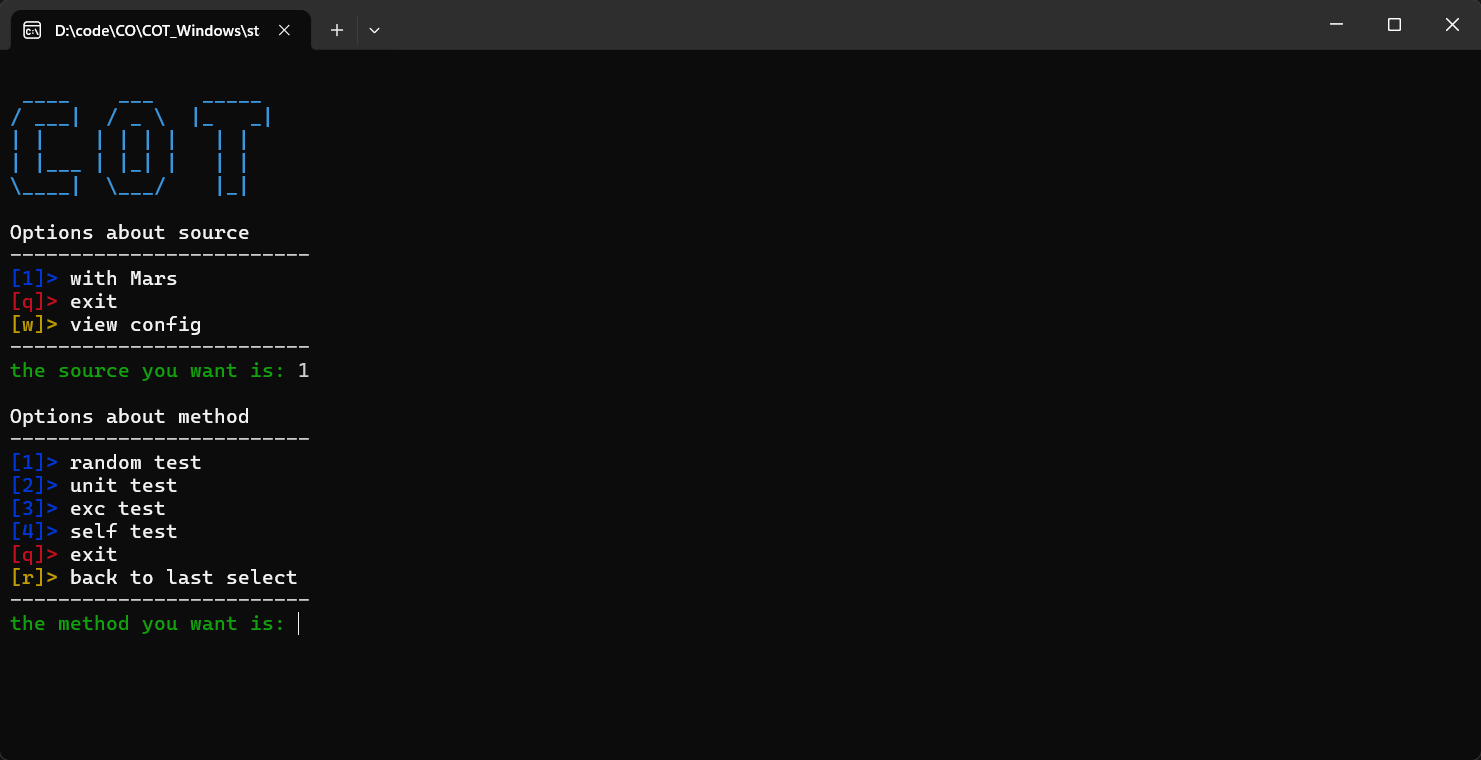 D:\code\CO\COT_Windows\st
  ____    ___    _____
/ ___|  / _ \  |_   _|
| |    | | | |   | |
| |___ | |_| |   | |
\____|  \___/    |_|
Options about source
-------------------------
[1]> with Mars
[q]> exit
[w]> view config
-------------------------
the source you want is: 1
Options about method
-------------------------
[1]> random test
[2]> unit test
[3]> exc test
[4]> self test
[q]> exit
[r]> back to last select
-------------------------
the method you want is: